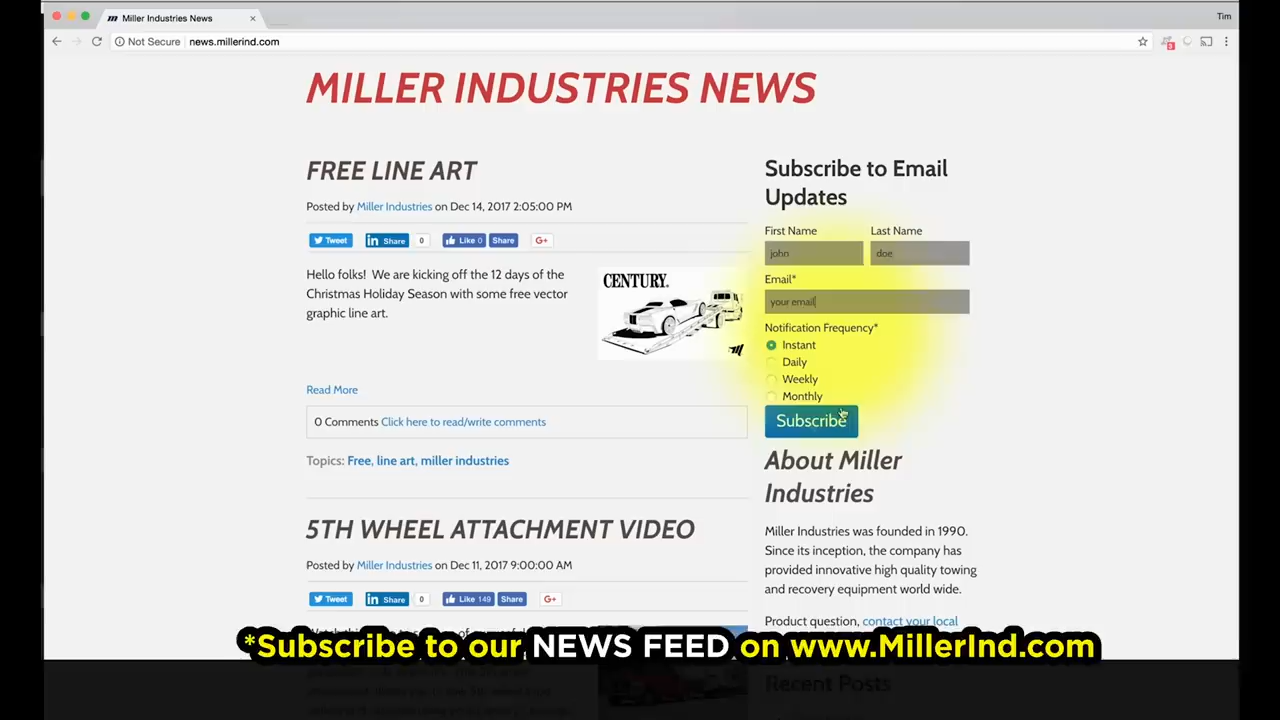 Miller Industries News
Tim
Not Secure news.millerind.com
MILLER INDUSTRIES NEWS
FREE LINE ART
Posted by Miller Industries on Dec 14, 2017 2:05:00 PM
Tweet
in Share 0
Like 0 Share
G+
Hello folks! We are kicking off the 12 days of the
Christmas Holiday Season with some free vector
graphic line art.
CENTURY.
Read More
0 Comments Click here to read/write comments
Topics: Free, line art, miller industries
5TH WHEEL ATTACHMENT VIDEO
Posted by Miller Industries on Dec 11, 2017 9:00:00 AM
Tweet
in Share 0
Like 149 Share
G+
Subscribe to Email
Updates
First Name Last Name
john doe
Email*
your email
Notification Frequency*
Instant
Daily
Weekly
Monthly
Subscribe
About Miller
Industries
Miller Industries was founded in 1990.
Since its inception, the company has
provided innovative high quality towing
and recovery equipment world wide.
Product question, contact your local
*Subscribe to our NEWS FEED on www.MillerInd.com
Recent Posts